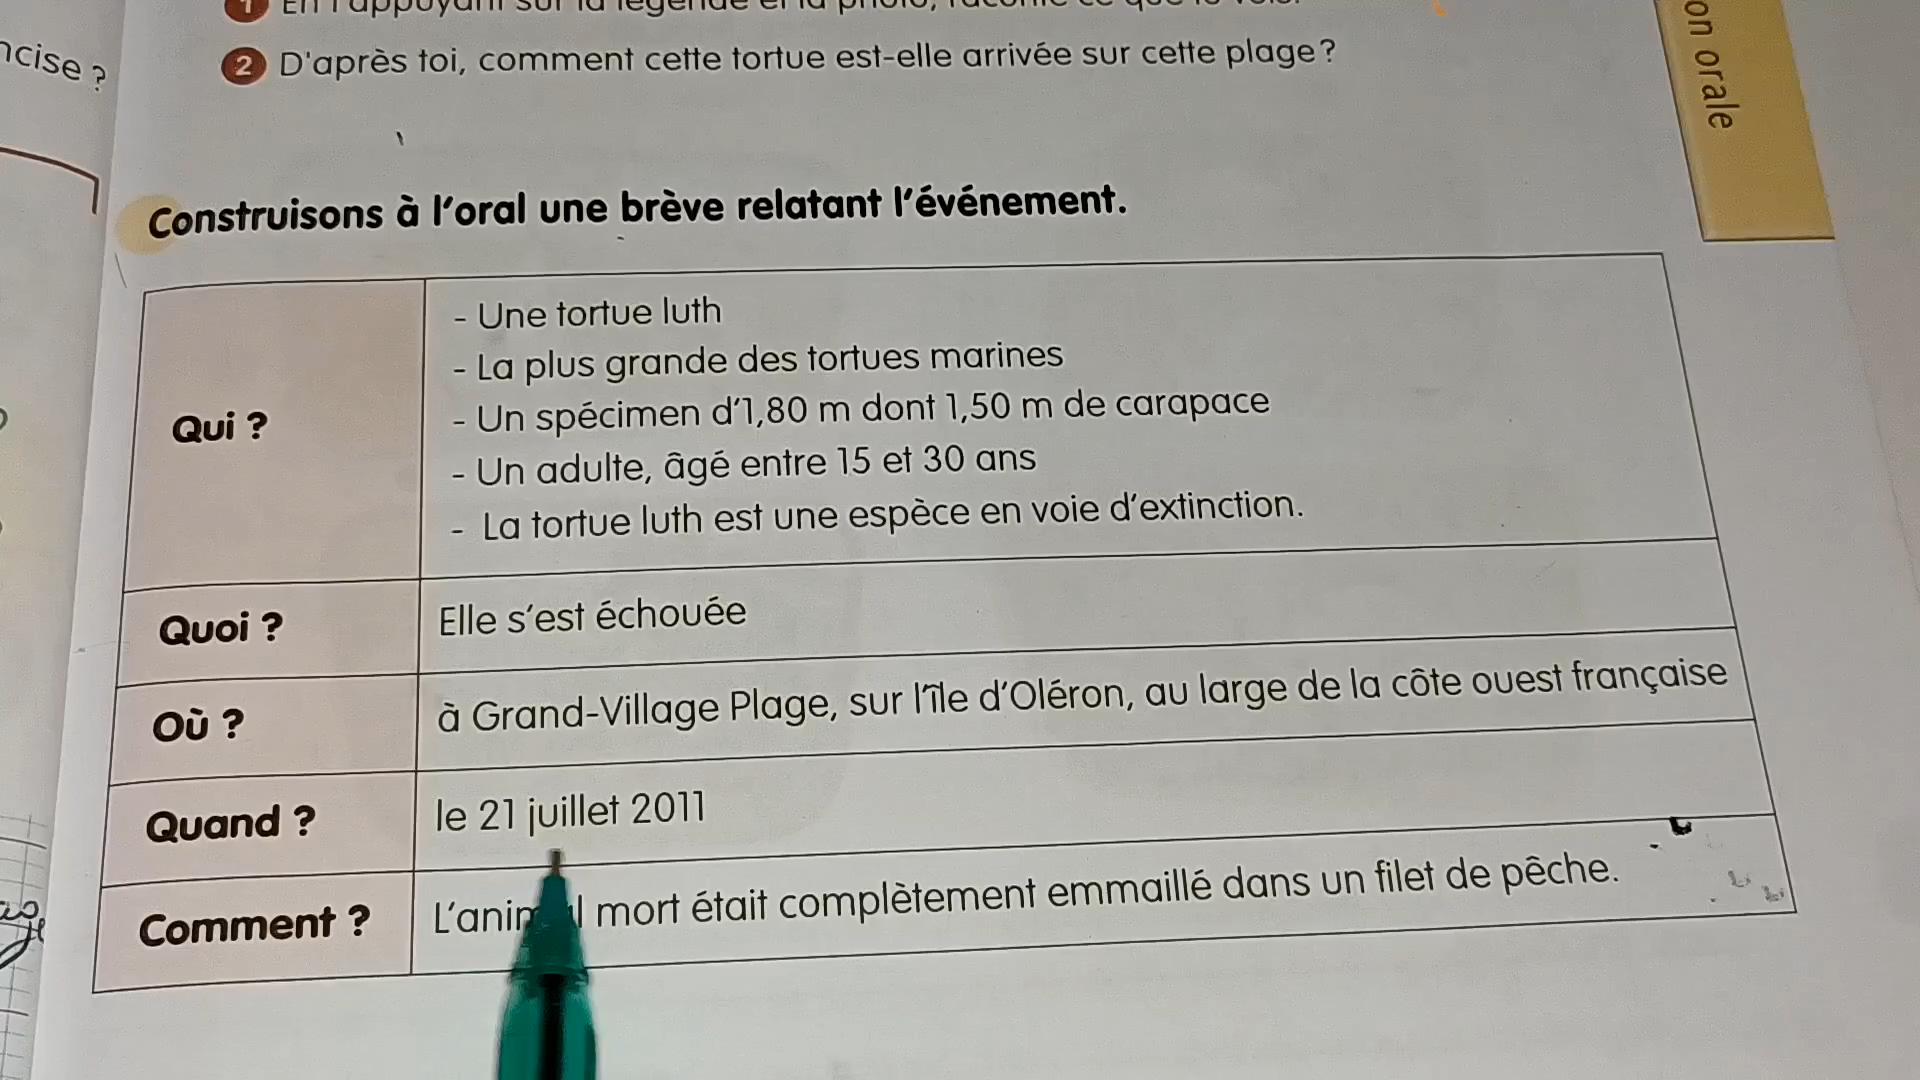 2 D'après toi, comment cette tortue est-elle arrivée sur cette plage ?
on orale
Construisons à l'oral une brève relatant l'événement.
Qui ?
- Une tortue luth
- La plus grande des tortues marines
- Un spécimen d'1,80 m dont 1,50 m de carapace
- Un adulte, âgé entre 15 et 30 ans
- La tortue luth est une espèce en voie d'extinction.
Quoi ?
Elle s'est échouée
Où ?
à Grand-Village Plage, sur l'île d'Oléron, au large de la côte ouest française
Quand ?
le 21 juillet 2011
Comment ?
L'animal mort était complètement emmaillé dans un filet de pêche.